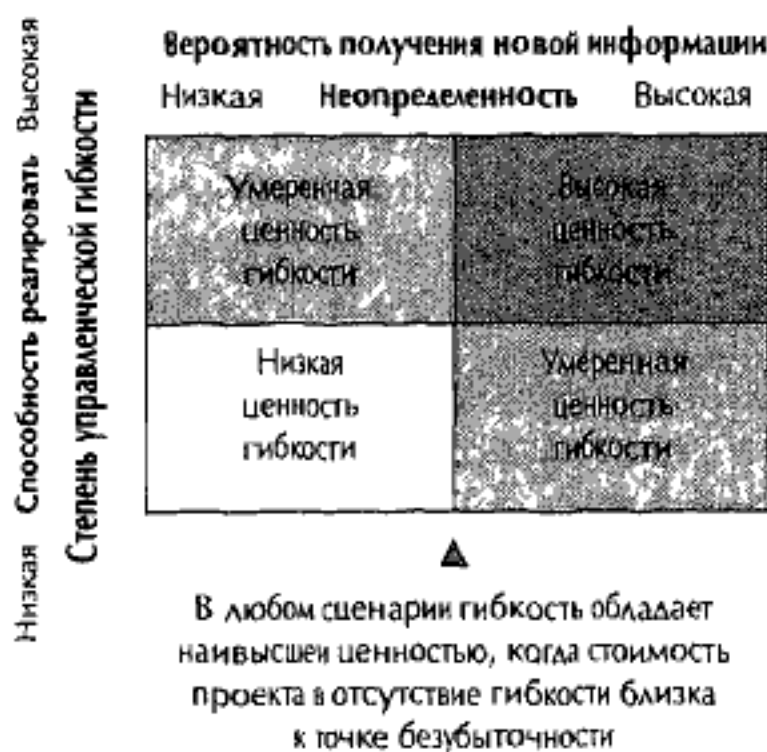 Вероятность получения новой информации
Низкая Неопределенность Высокая
Низкая Способность реагировать Высокая
Степень управленческой гибкости
Умеренная
ценность
гибкости
Высокая
ценность
гибкости
Низкая
ценность
гибкости
Умеренная
ценность
гибкости
В любом сценарии гибкость обладает
наивысшей ценностью, когда стоимость
проекта в отсутствие гибкости близка
к точке безубыточности